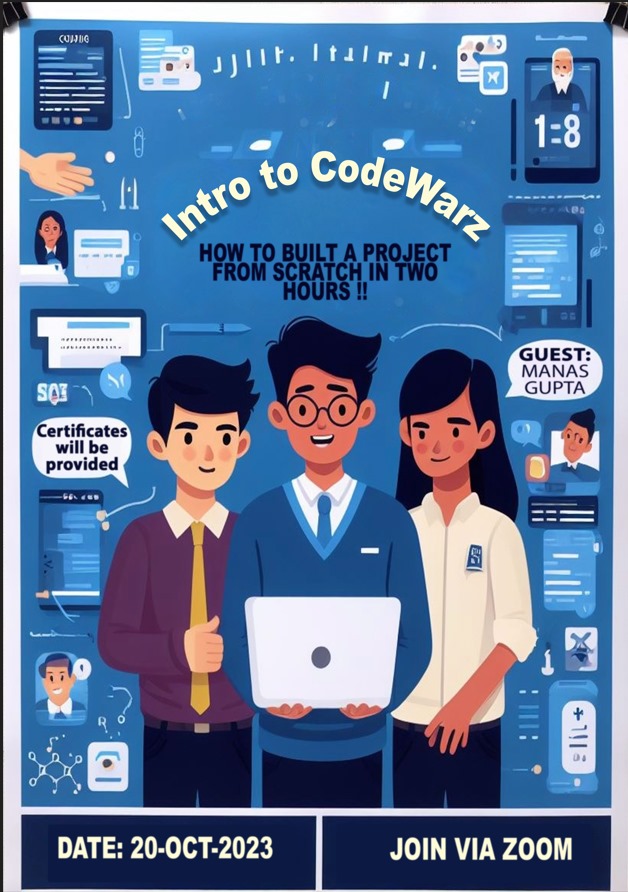 1:8
Intro to CodeWarz
HOW TO BUILT A PROJECT
FROM SCRATCH IN TWO
HOURS !!
GUEST:
MANAS
GUPTA
Certificates
will be
provided
DATE: 20-OCT-2023
JOIN VIA ZOOM